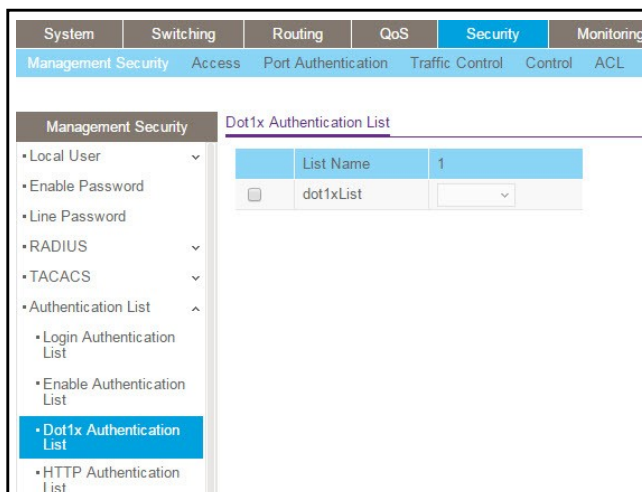 System Switching Routing QoS Security Monitoring
Management Security Access Port Authentication Traffic Control Control ACL
Management Security
Dot1x Authentication List
Local User
Enable Password
Line Password
RADIUS
TACACS
Authentication List
Login Authentication
List
Enable Authentication
List
Dot1x Authentication
List
HTTP Authentication
List
List Name 1
dot1xList